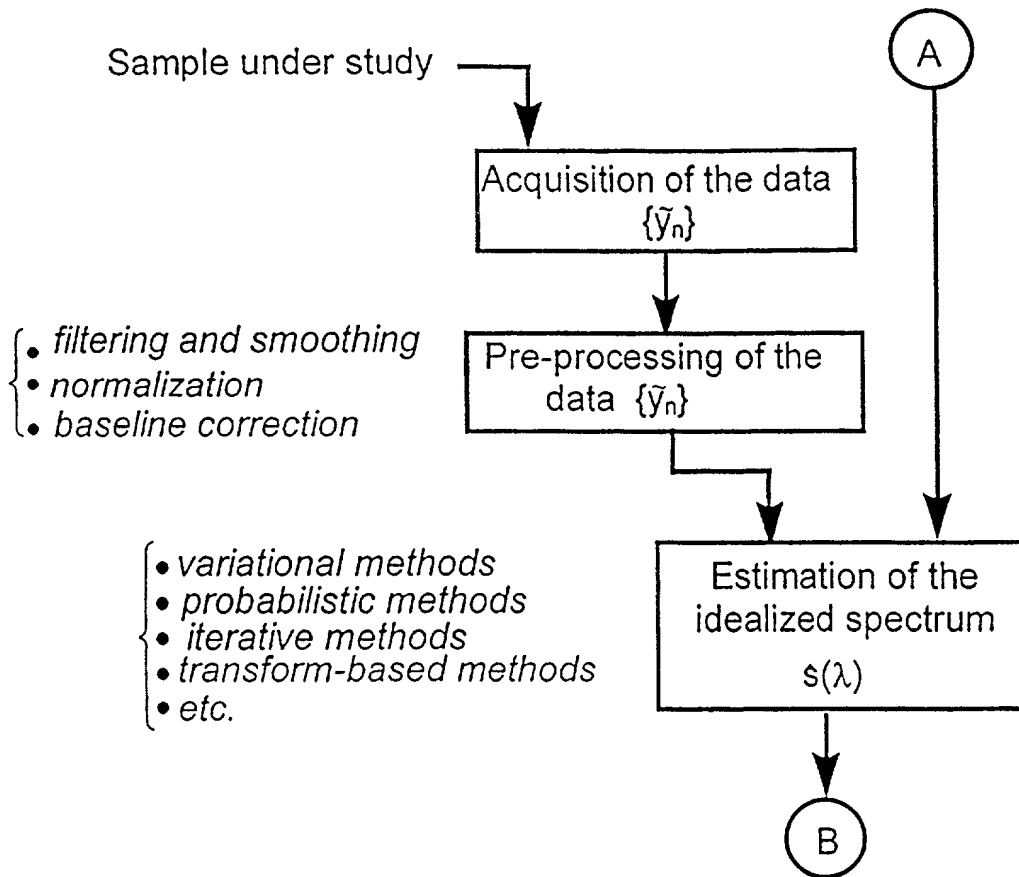 A
Sample under study
Acquisition of the data
{ỹn}
• filtering and smoothing
• normalization
• baseline correction
Pre-processing of the
data {ỹn}
• variational methods
• probabilistic methods
• iterative methods
• transform-based methods
• etc.
Estimation of the
idealized spectrum
ŝ(λ)
B